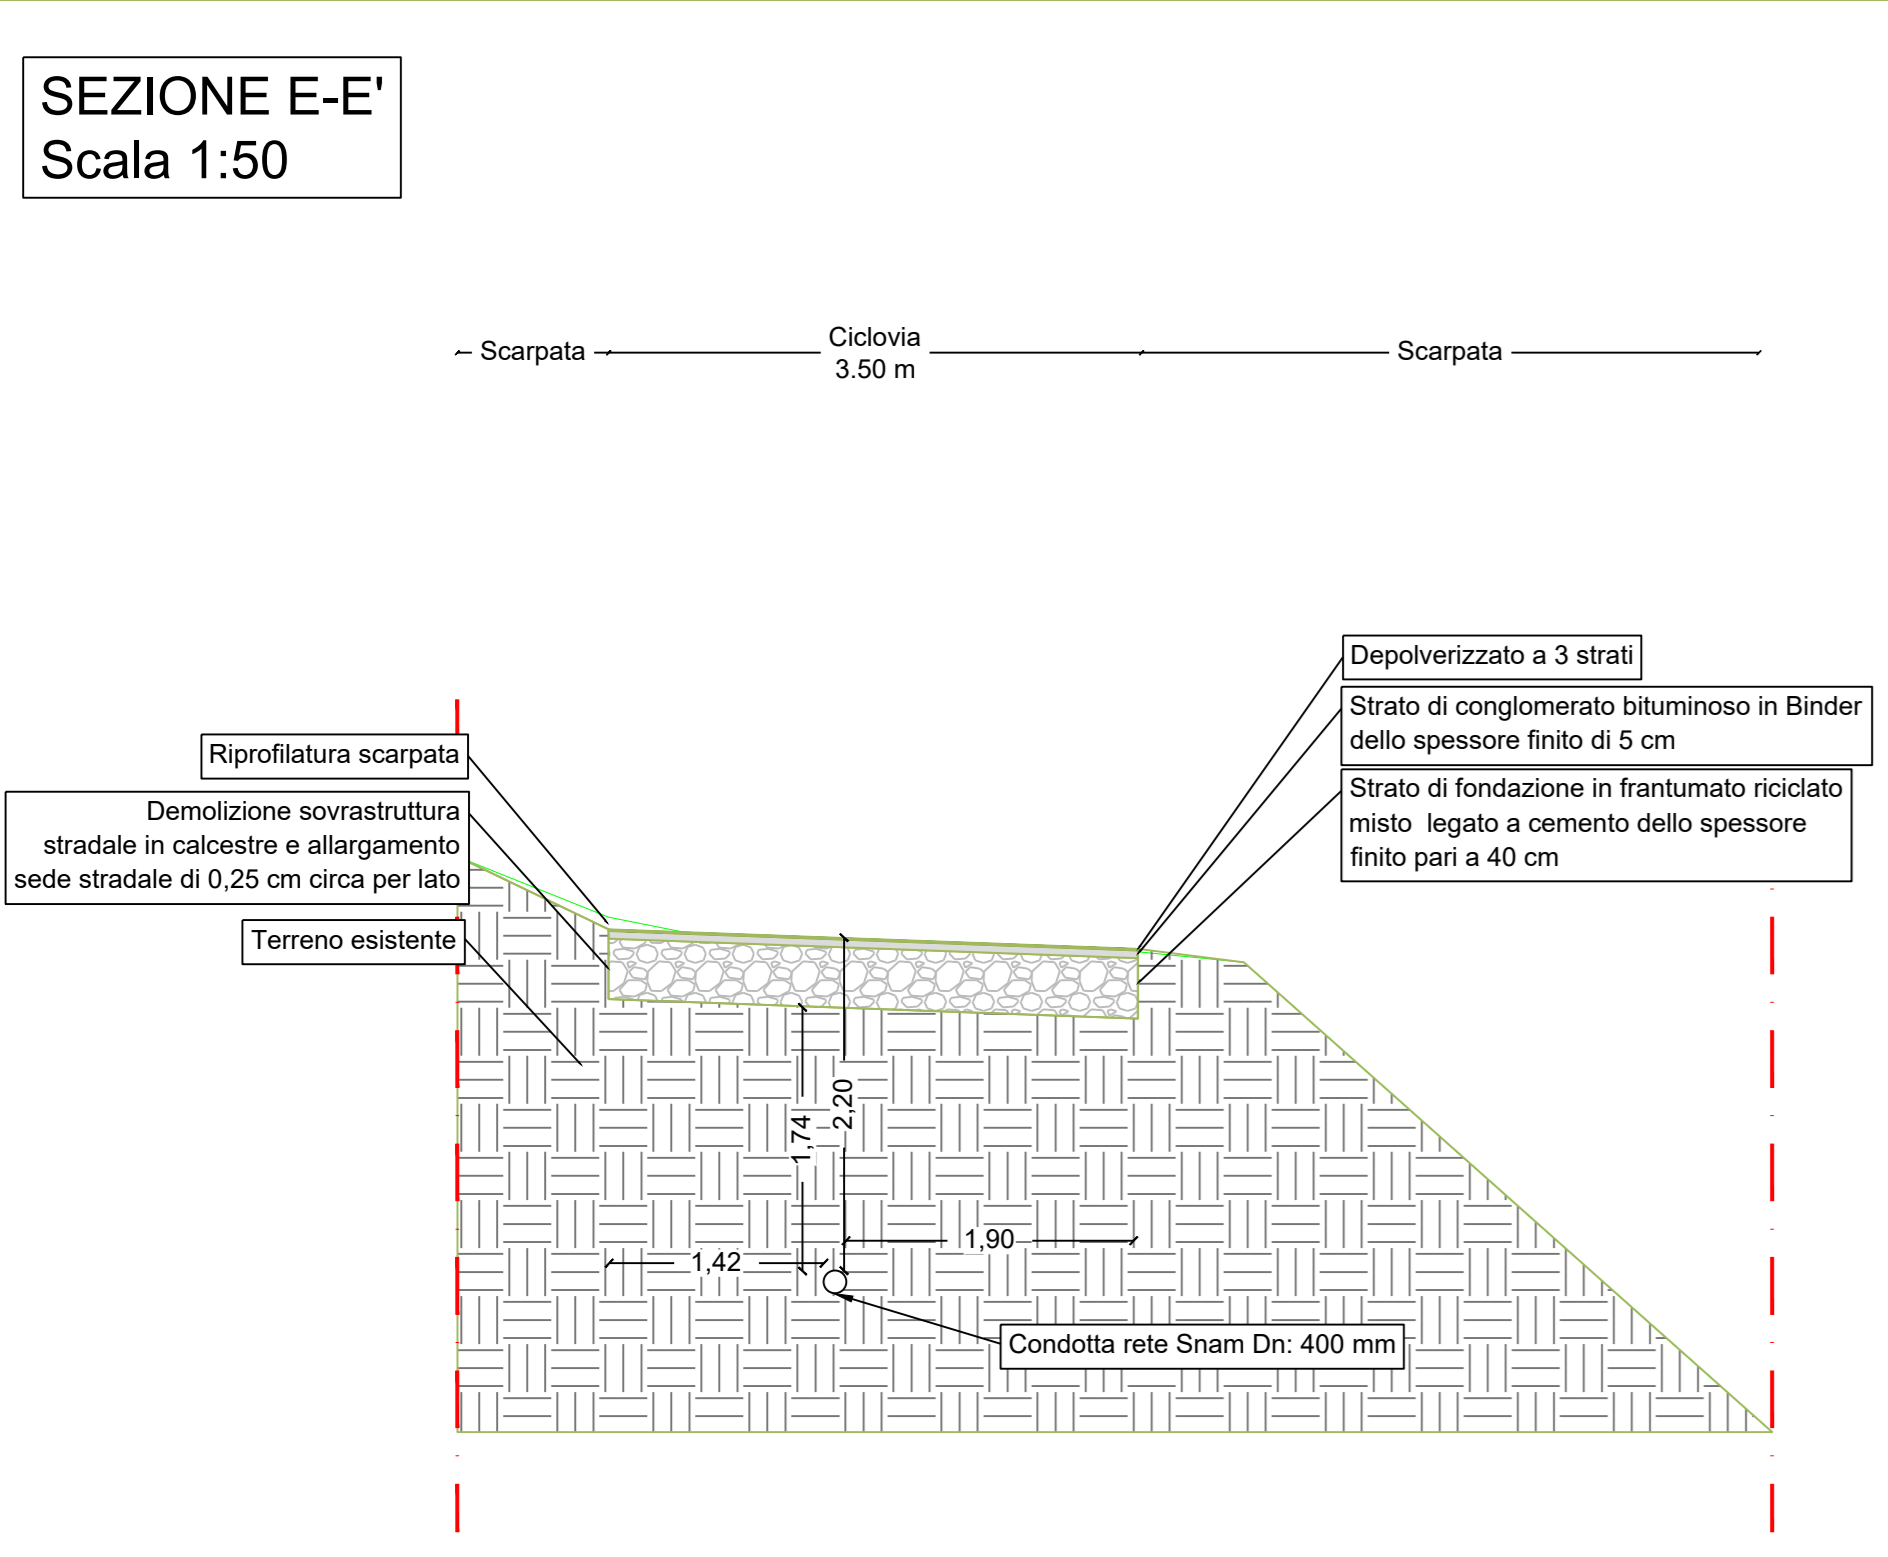 SEZIONE E-E'
Scala 1:50
Scarpata
Ciclovia
3.50 m
Scarpata
Depolverizzato a 3 strati
Strato di conglomerato bituminoso in Binder
dello spessore finito di 5 cm
Strato di fondazione in frantumato riciclato
misto legato a cemento dello spessore
finito pari a 40 cm
Riprofilatura scarpata
Demolizione sovrastruttura
stradale in calcestre e allargamento
sede stradale di 0,25 cm circa per lato
Terreno esistente
2,20
1,74
1,90
1,42
Condotta rete Snam Dn: 400 mm